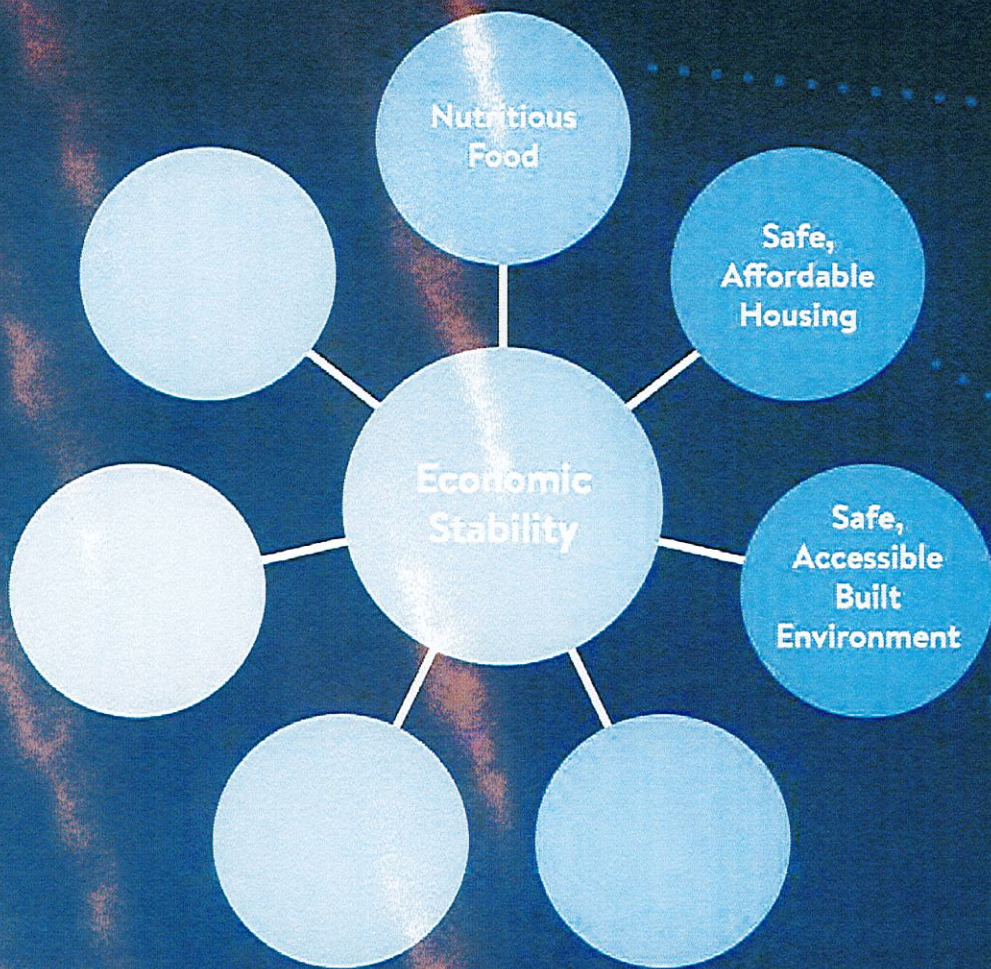 Nutritious
Food
Safe,
Affordable
Housing
Economic
Stability
Safe,
Accessible
Built
Environment